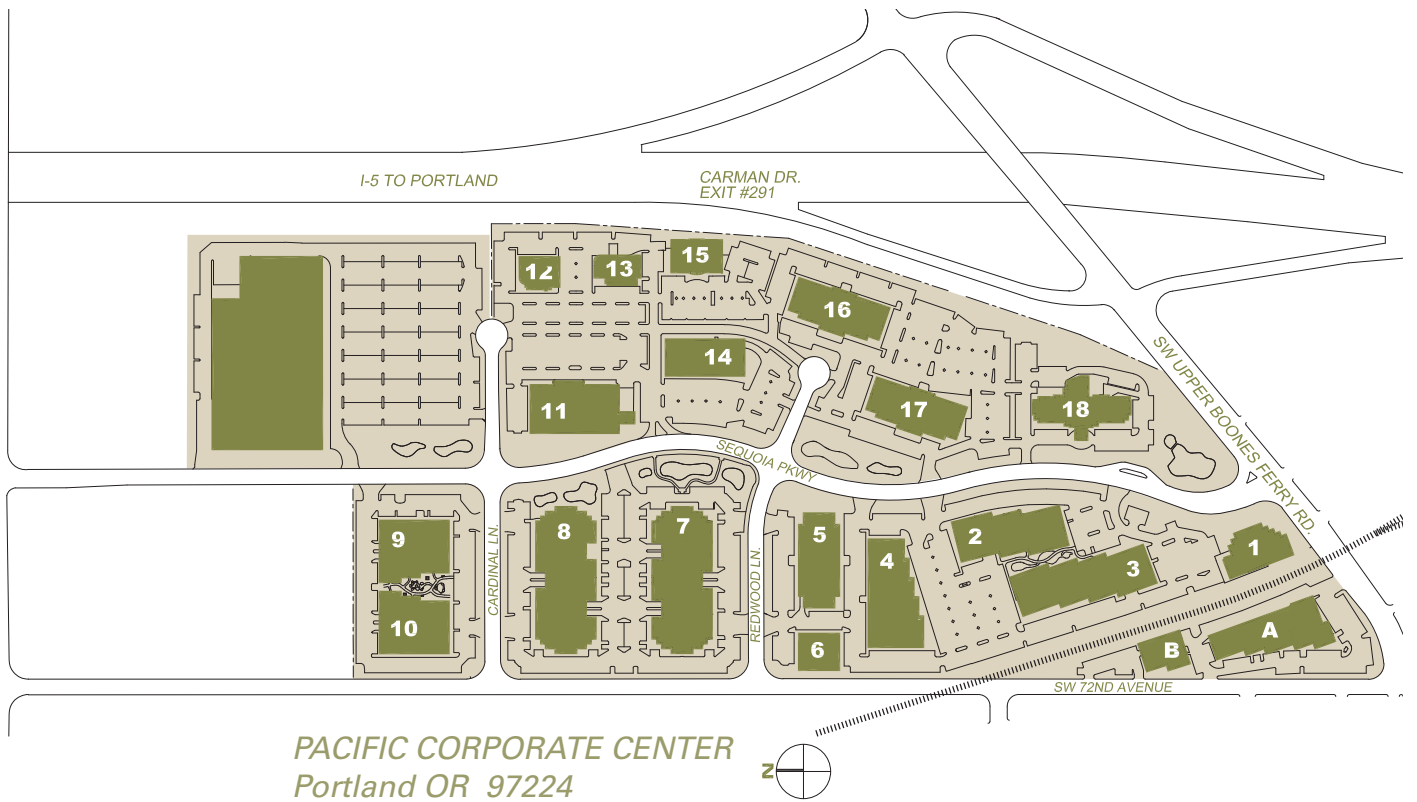 I-5 TO PORTLAND
CARMAN DR.
EXIT #291
12
13
15
16
14
11
17
18
SW UPPER BOONES FERRY RD.
SEQUOIA PKWY
9
10
CARDINAL LN.
8
7
REDWOOD LN.
5
6
4
2
3
1
A
B
SW 72ND AVENUE
PACIFIC CORPORATE CENTER
Portland OR 97224
N